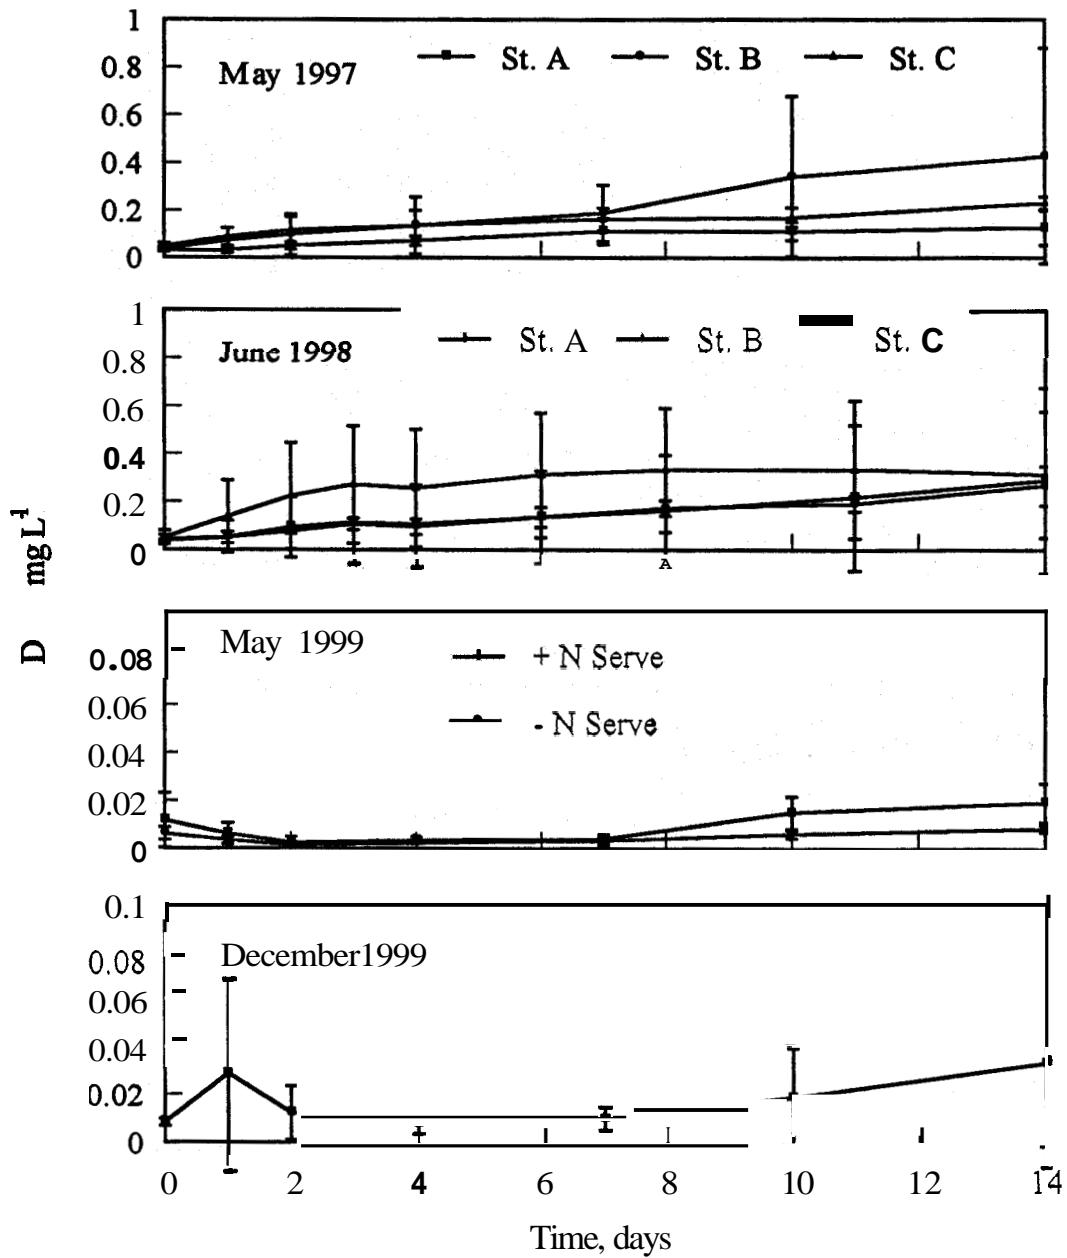 1
0.8
0.6
0.4
0.2
0
May 1997
St. A
St. B
St. C
1
0.8
0.6
0.4
0.2
0
June 1998
St. A
St. B
St. C
D mg L-1
0.08
0.06
0.04
0.02
0
May 1999
+ N Serve
- N Serve
0.1
0.08
0.06
0.04
0.02
0
December1999
0 2 4 6 8 10 12 14
Time, days